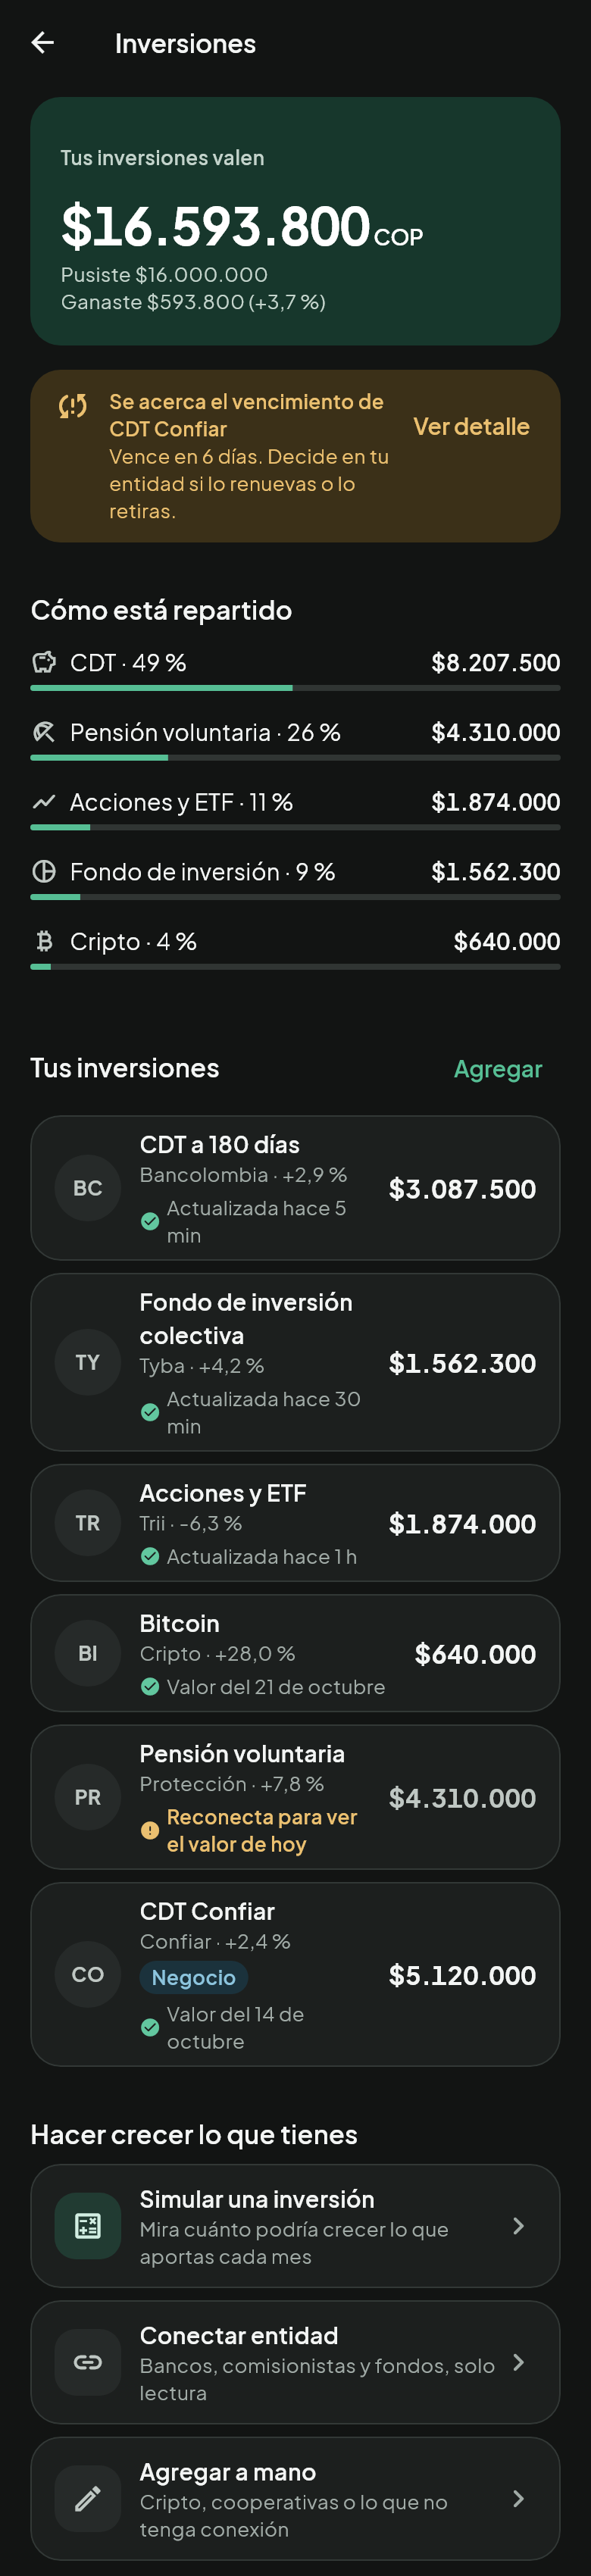 Inversiones
Tus inversiones valen
$16.593.800 COP
Pusiste $16.000.000
Ganaste $593.800 (+3,7 %)
Se acerca el vencimiento de
CDT Confiar
Vence en 6 días. Decide en tu
entidad si lo renuevas o lo
retiras.
Ver detalle
Cómo está repartido
CDT · 49 %
$8.207.500
Pensión voluntaria · 26 %
$4.310.000
Acciones y ETF · 11 %
$1.874.000
Fondo de inversión · 9 %
$1.562.300
Cripto · 4 %
$640.000
Tus inversiones
Agregar
BC
CDT a 180 días
Bancolombia · +2,9 %
Actualizada hace 5
min
$3.087.500
TY
Fondo de inversión
colectiva
Tyba · +4,2 %
Actualizada hace 30
min
$1.562.300
TR
Acciones y ETF
Trii · -6,3 %
Actualizada hace 1 h
$1.874.000
BI
Bitcoin
Cripto · +28,0 %
Valor del 21 de octubre
$640.000
PR
Pensión voluntaria
Protección · +7,8 %
Reconecta para ver
el valor de hoy
$4.310.000
CO
CDT Confiar
Confiar · +2,4 %
Negocio
Valor del 14 de
octubre
$5.120.000
Hacer crecer lo que tienes
Simular una inversión
Mira cuánto podría crecer lo que
aportas cada mes
Conectar entidad
Bancos, comisionistas y fondos, solo
lectura
Agregar a mano
Cripto, cooperativas o lo que no
tenga conexión